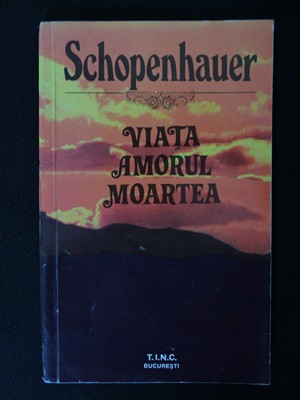 Schopenhauer
VIAȚA
AMORUL
MOARTEA
T.I.N.C.
BUCUREȘTI